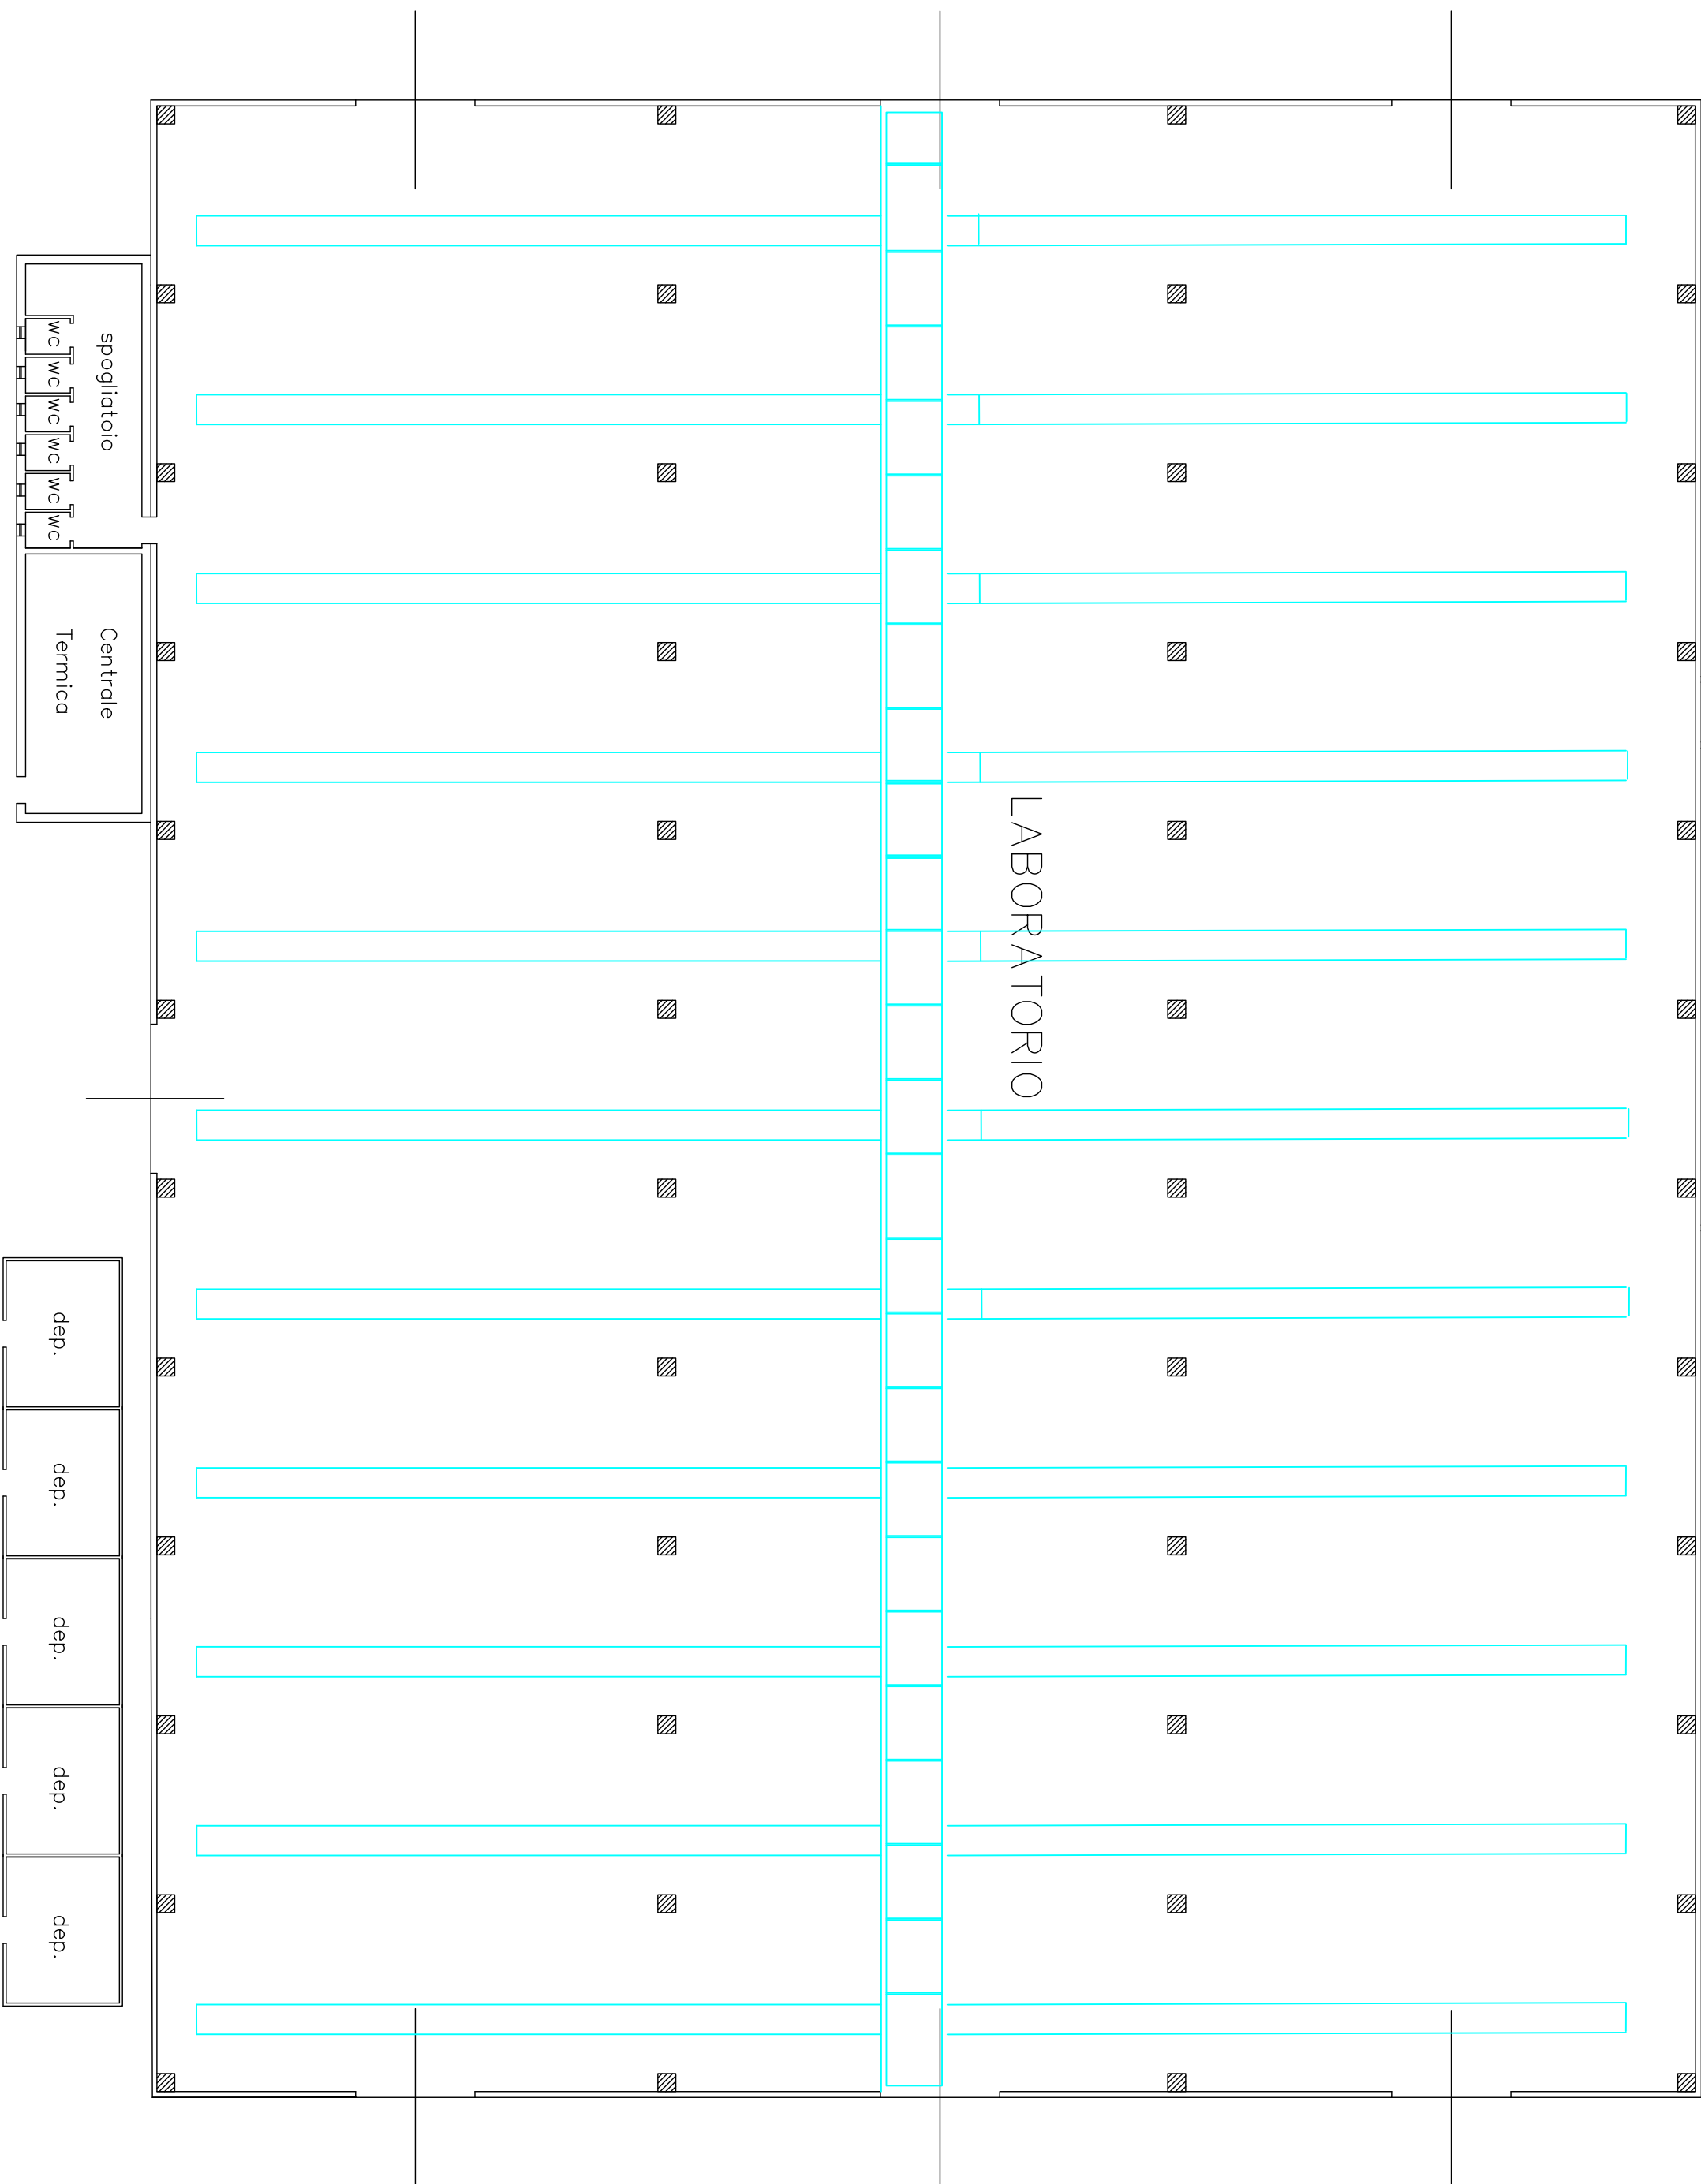 spogliatoio
wc
wc
wc
wc
wc
wc
Centrale
Termica
LABORATORIO
dep.
dep.
dep.
dep.
dep.